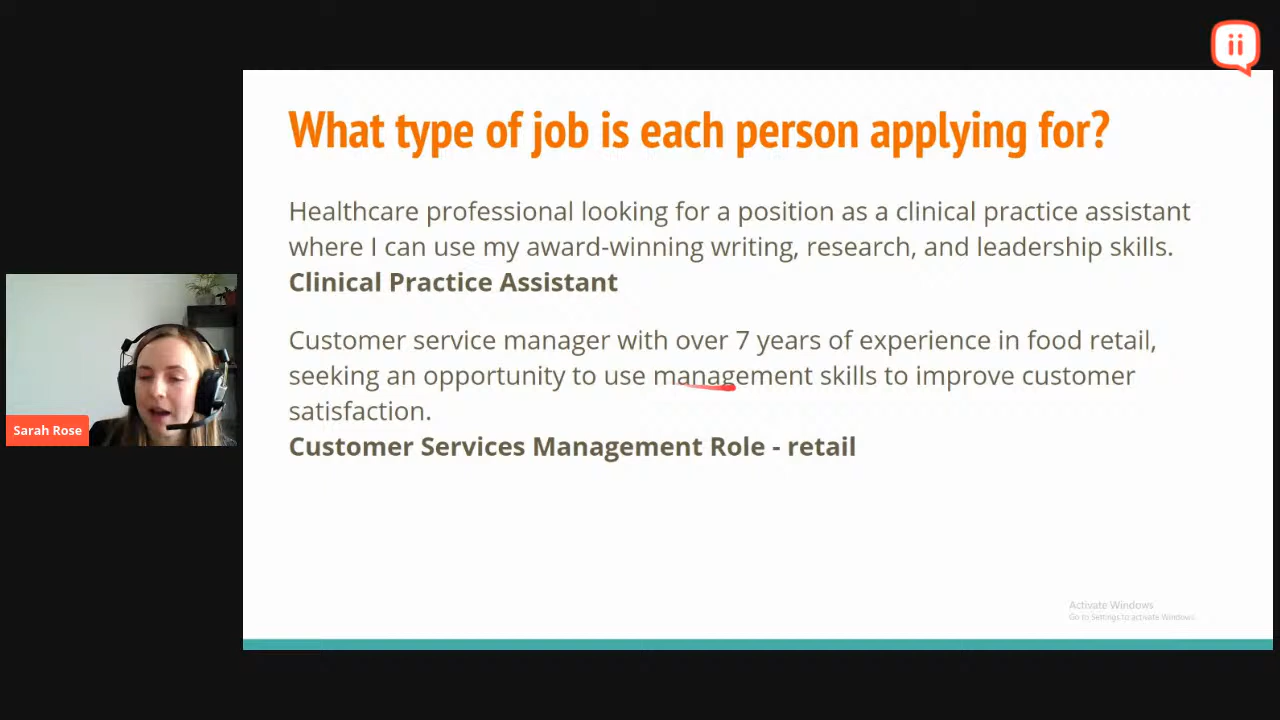 What type of job is each person applying for?
Healthcare professional looking for a position as a clinical practice assistant
where I can use my award-winning writing, research, and leadership skills.
Clinical Practice Assistant
Customer service manager with over 7 years of experience in food retail,
seeking an opportunity to use management skills to improve customer
satisfaction.
Customer Services Management Role - retail
Sarah Rose
Activate Windows
Go to Settings to activate Windows.